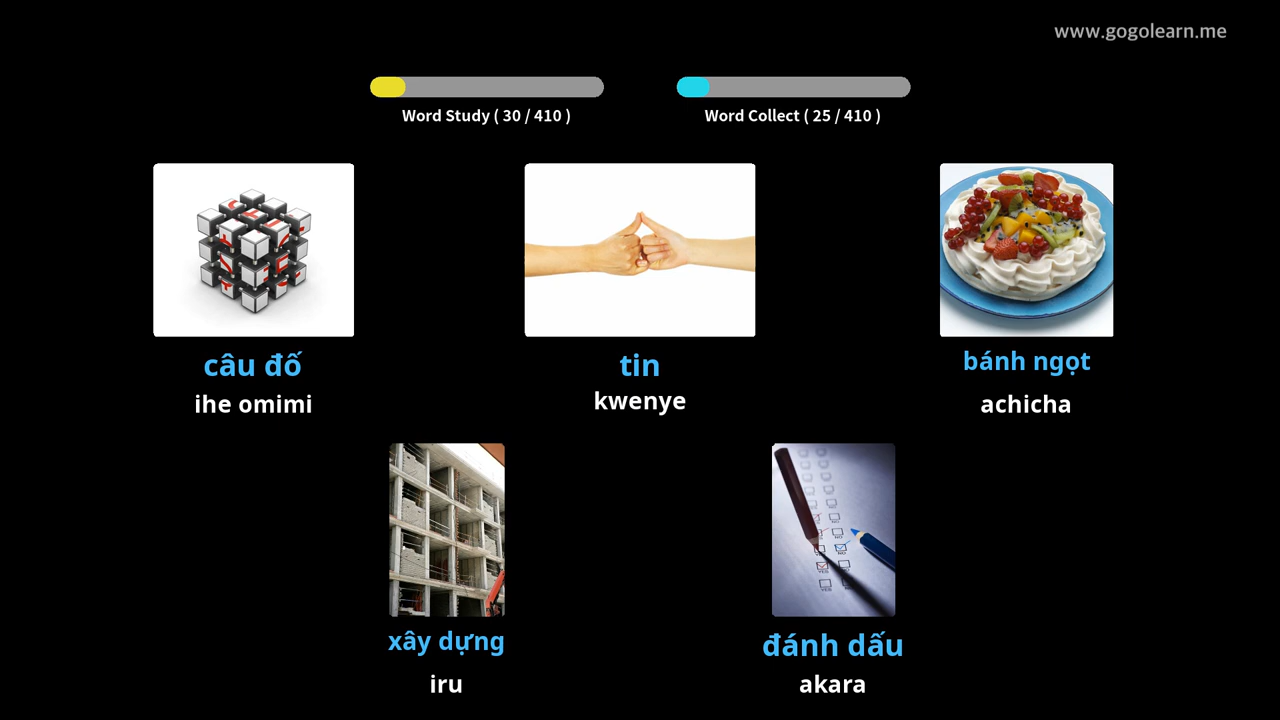 www.gogolearn.me
Word Study ( 30 / 410 )
Word Collect ( 25 / 410 )
câu đố
tin
bánh ngọt
ihe omimi
kwenye
achicha
xây dựng
đánh dấu
iru
akara